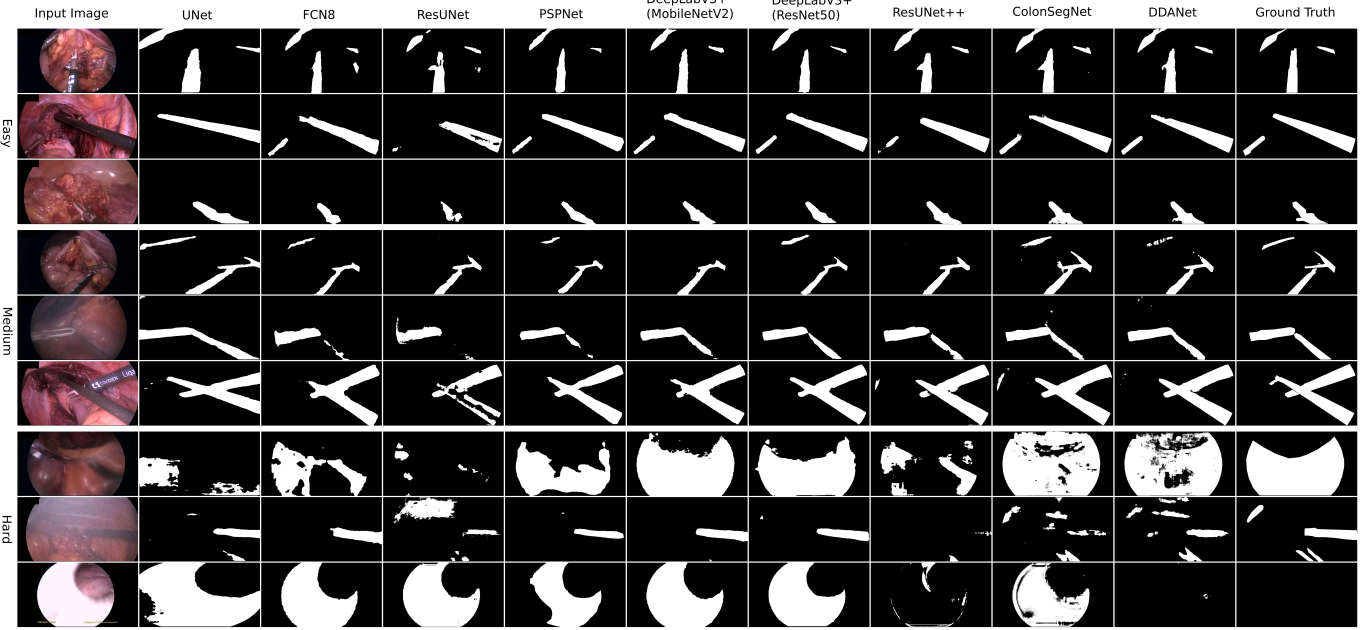 Input Image
UNet
FCN8
ResUNet
PSPNet
DeepLabV3+
(MobileNetV2)
DeepLabV3+
(ResNet50)
ResUNet++
ColonSegNet
DDANet
Ground Truth
Easy
Medium
Hard